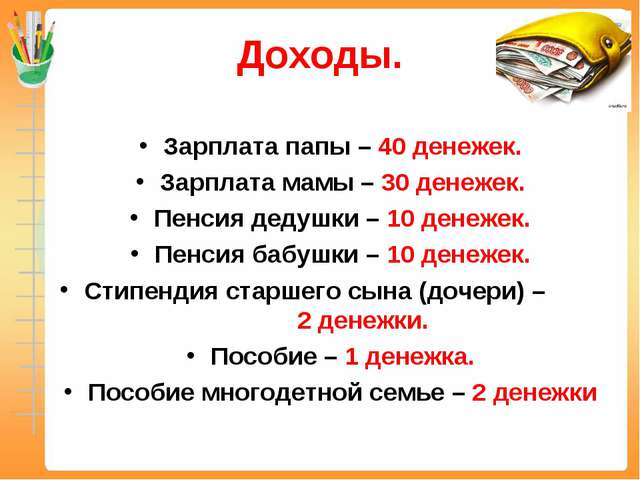 Доходы.
• Зарплата папы – 40 денежек.
• Зарплата мамы – 30 денежек.
• Пенсия дедушки – 10 денежек.
• Пенсия бабушки – 10 денежек.
• Стипендия старшего сына (дочери) –
2 денежки.
• Пособие – 1 денежка.
• Пособие многодетной семье – 2 денежки